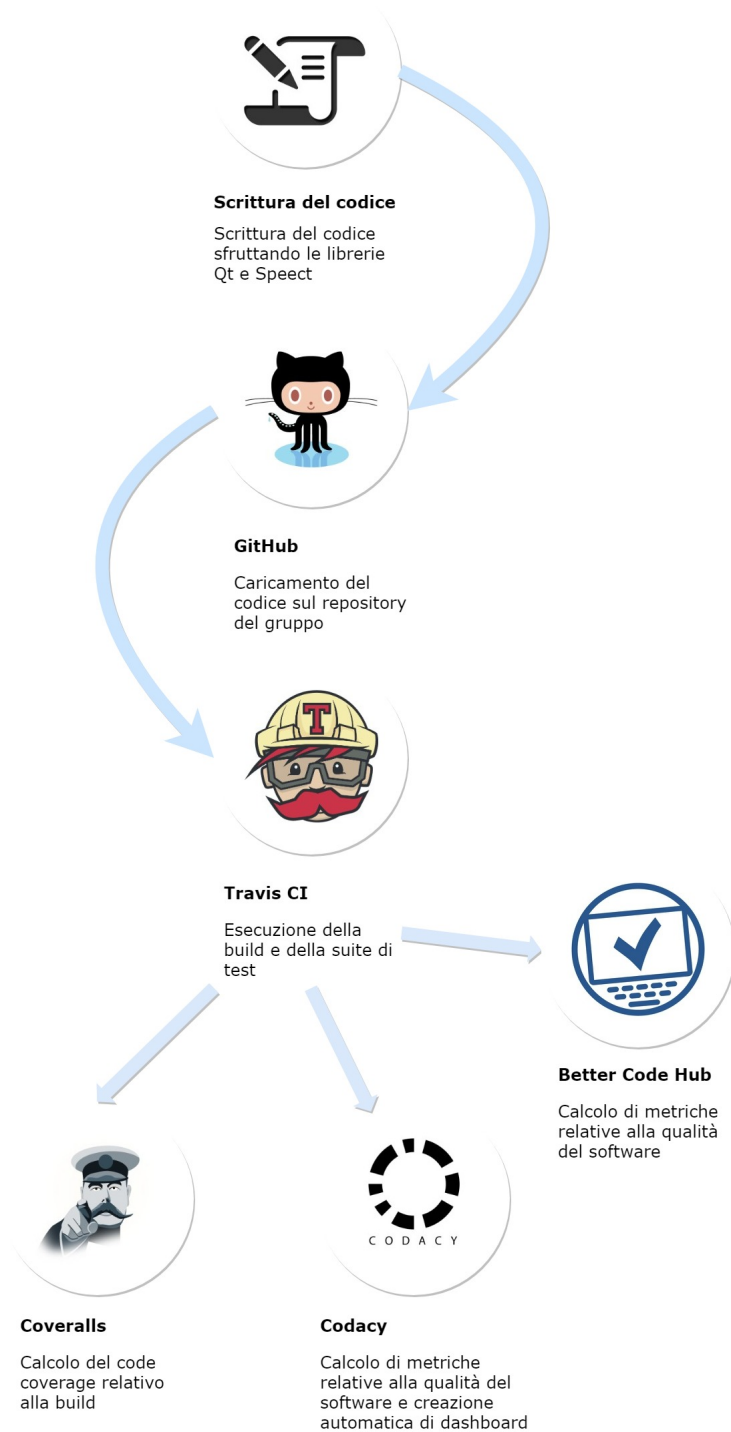 Scrittura del codice
Scrittura del codice
sfruttando le librerie
Qt e Speect
GitHub
Caricamento del
codice sul repository
del gruppo
T
Travis CI
Esecuzione della
build e della suite di
test
Better Code Hub
Calcolo di metriche
relative alla qualità
del software
Coveralls
Calcolo del code
coverage relativo
alla build
CODACY
Codacy
Calcolo di metriche
relative alla qualità del
software e creazione
automatica di dashboard